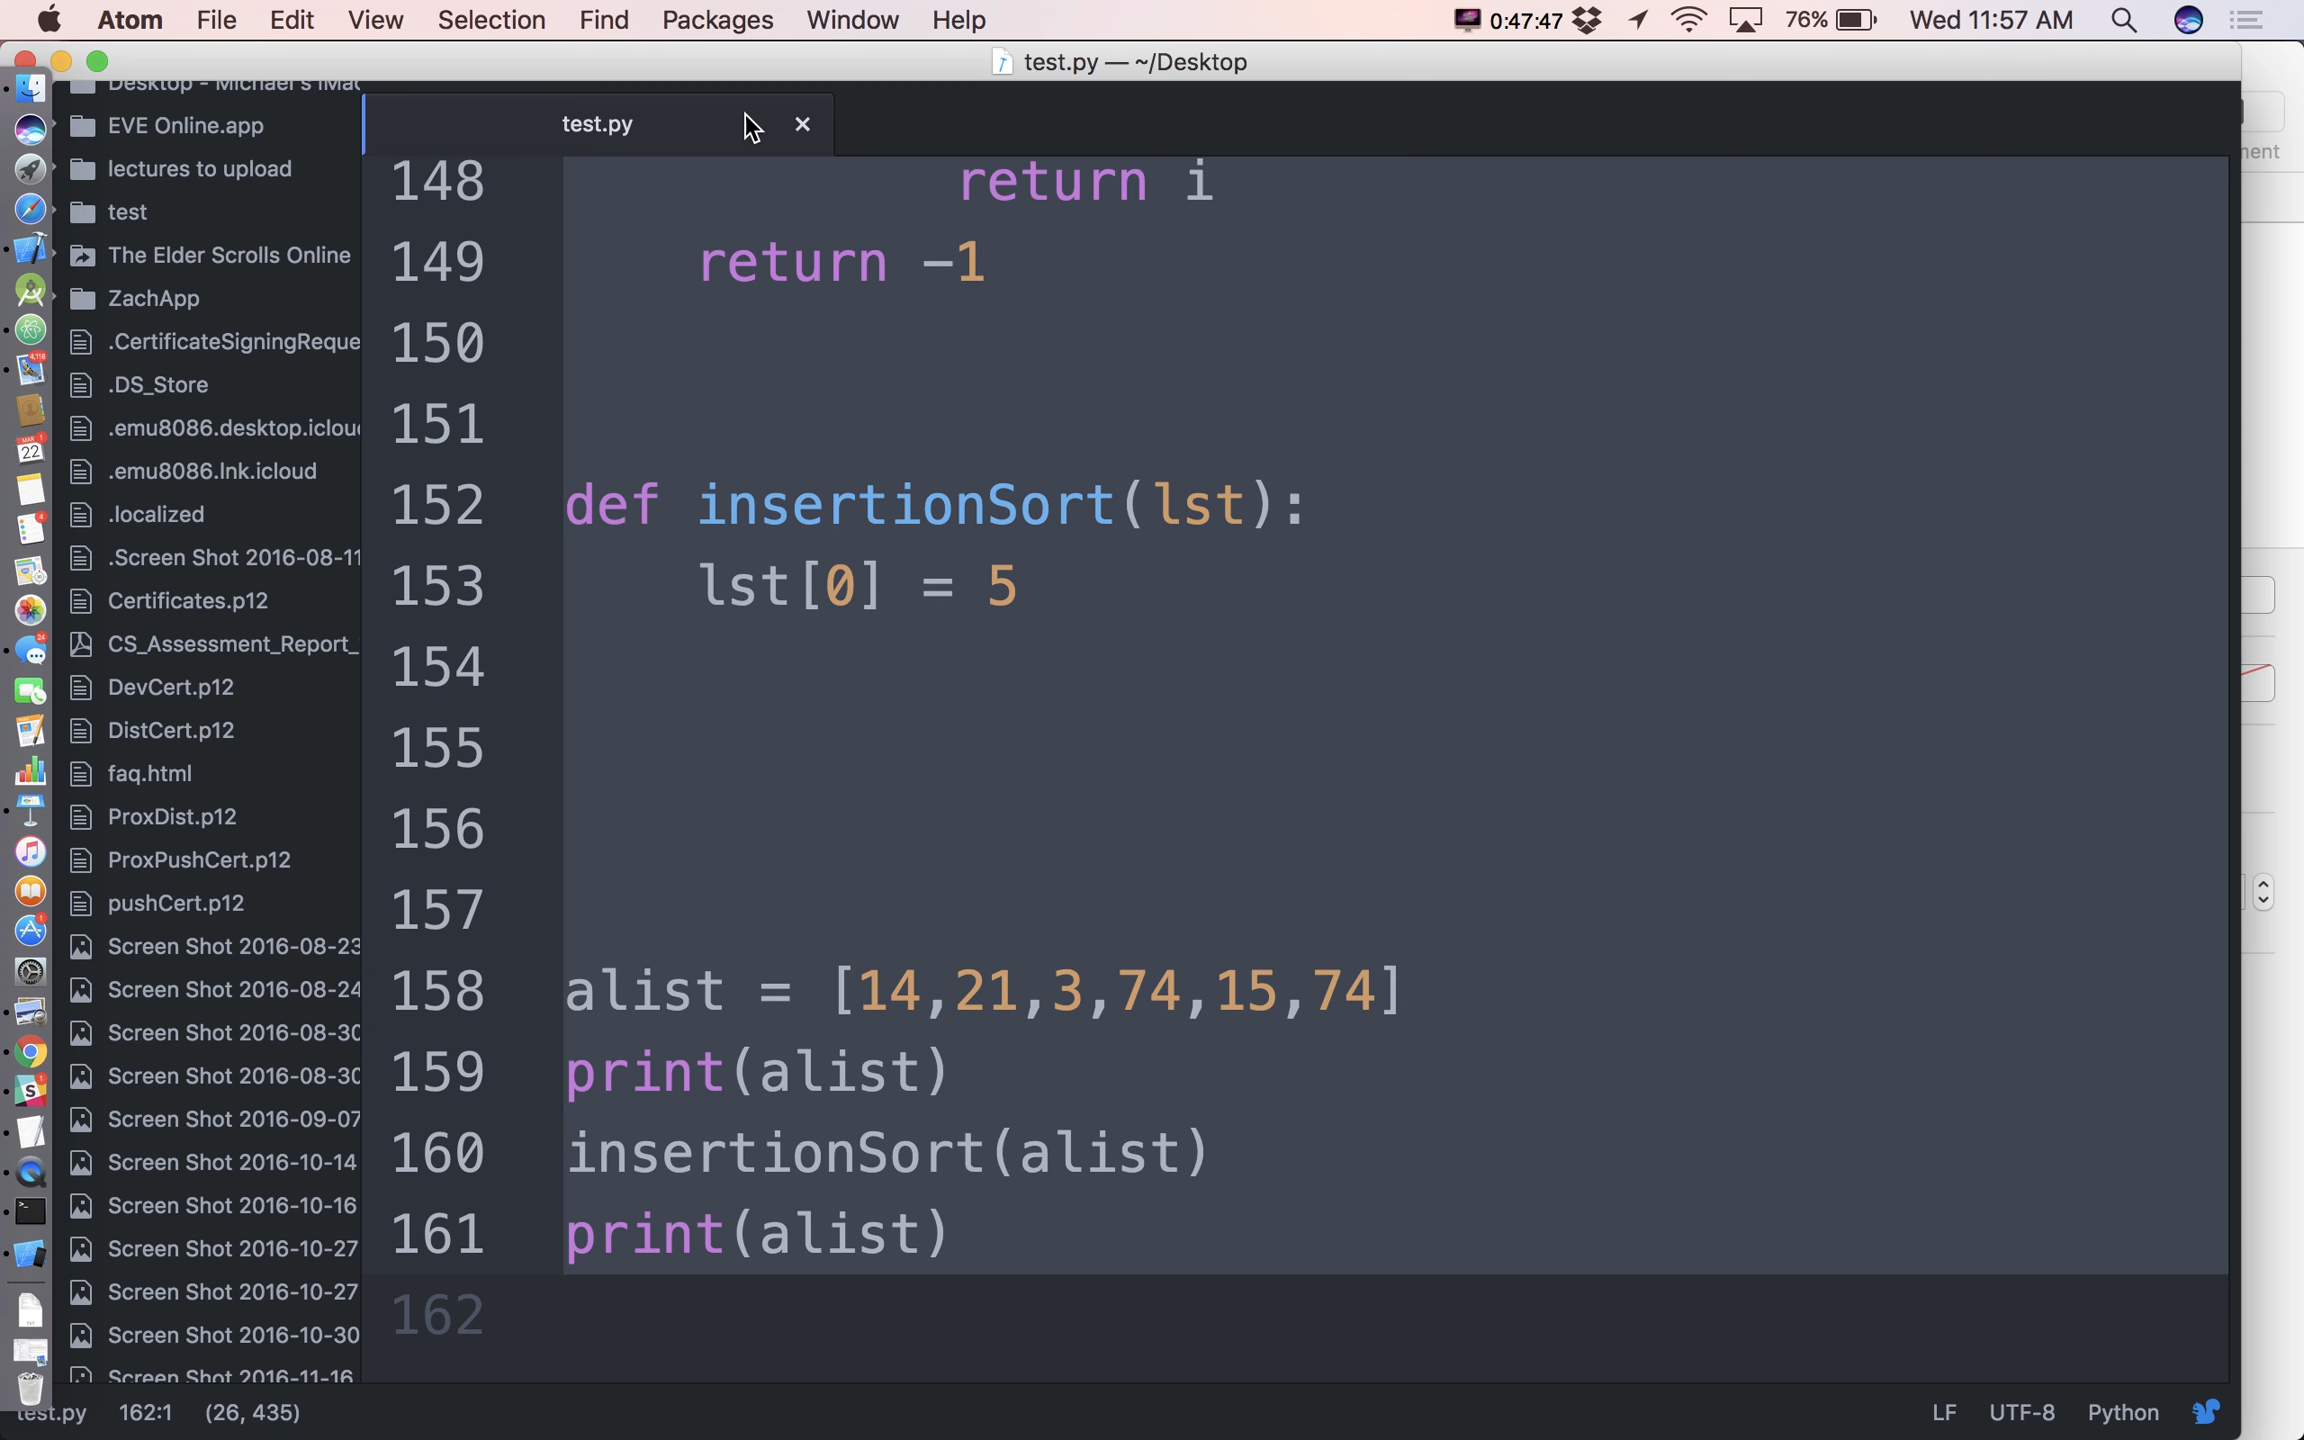 Atom File Edit View Selection Find Packages Window Help 0:47:47 76% Wed 11:57 AM
test.py — ~/Desktop
Desktop - Michael's iMac
EVE Online.app
lectures to upload
test
The Elder Scrolls Online
ZachApp
.CertificateSigningReque
.DS_Store
.emu8086.desktop.iclou
.emu8086.lnk.icloud
.localized
.Screen Shot 2016-08-11
Certificates.p12
CS_Assessment_Report_
DevCert.p12
DistCert.p12
faq.html
ProxDist.p12
ProxPushCert.p12
pushCert.p12
Screen Shot 2016-08-23
Screen Shot 2016-08-24
Screen Shot 2016-08-30
Screen Shot 2016-08-30
Screen Shot 2016-09-07
Screen Shot 2016-10-14
Screen Shot 2016-10-16
Screen Shot 2016-10-27
Screen Shot 2016-10-27
Screen Shot 2016-10-30
Screen Shot 2016-11-16
test.py
148 return i
149 return -1
150
151
152 def insertionSort(lst):
153 lst[0] = 5
154
155
156
157
158 alist = [14,21,3,74,15,74]
159 print(alist)
160 insertionSort(alist)
161 print(alist)
162
test.py 162:1 (26, 435) LF UTF-8 Python